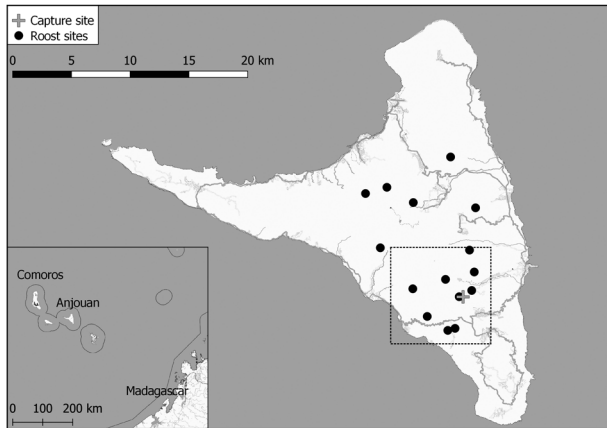 Capture site
Roost sites
0 5 10 15 20 km
Comoros
Anjouan
Madagascar
0 100 200 km